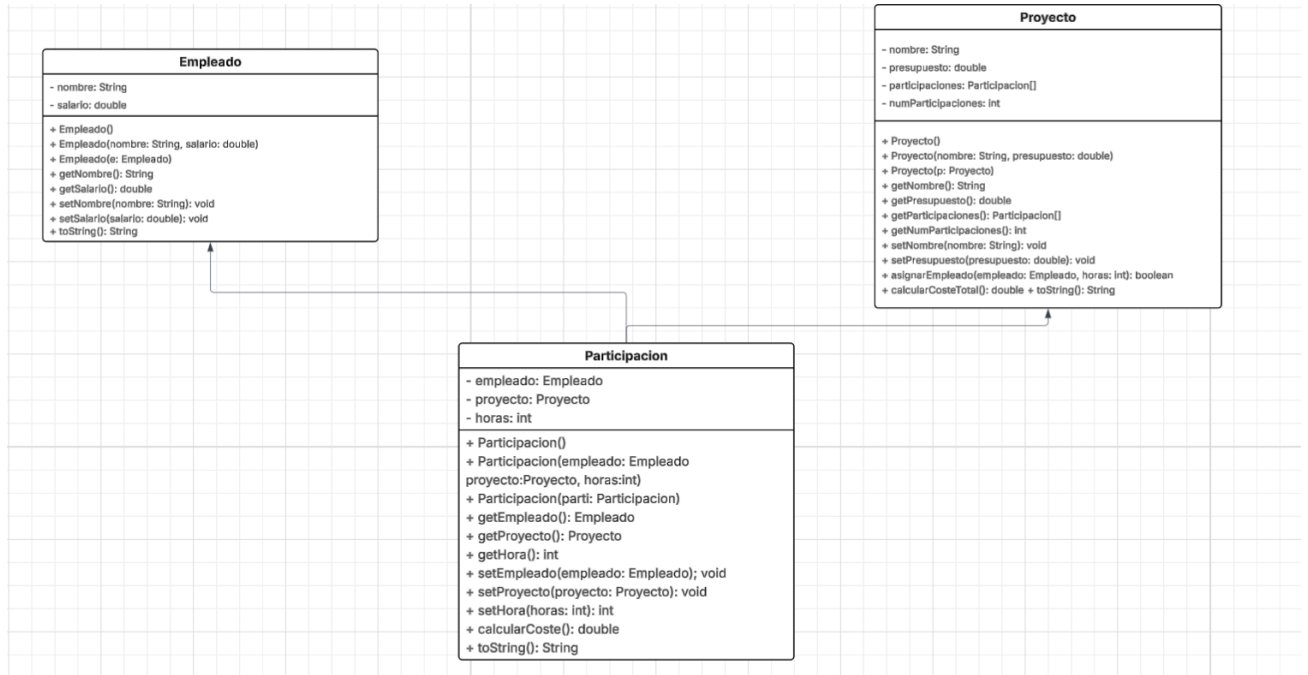 Empleado
- nombre: String
- salario: double
+ Empleado()
+ Empleado(nombre: String, salario: double)
+ Empleado(e: Empleado)
+ getNombre(): String
+ getSalario(): double
+ setNombre(nombre: String): void
+ setSalario(salario: double): void
+ toString(): String
Proyecto
- nombre: String
- presupuesto: double
- participaciones: Participacion[]
- numParticipaciones: int
+ Proyecto()
+ Proyecto(nombre: String, presupuesto: double)
+ Proyecto(p: Proyecto)
+ getNombre(): String
+ getPresupuesto(): double
+ getParticipaciones(): Participacion[]
+ getNumParticipaciones(): int
+ setNombre(nombre: String): void
+ setPresupuesto(presupuesto: double): void
+ asignarEmpleado(empleado: Empleado, horas: int): boolean
+ calcularCosteTotal(): double + toString(): String
Participacion
- empleado: Empleado
- proyecto: Proyecto
- horas: int
+ Participacion()
+ Participacion(empleado: Empleado
proyecto:Proyecto, horas:int)
+ Participacion(parti: Participacion)
+ getEmpleado(): Empleado
+ getProyecto(): Proyecto
+ getHora(): int
+ setEmpleado(empleado: Empleado); void
+ setProyecto(proyecto: Proyecto): void
+ setHora(horas: int): int
+ calcularCoste(): double
+ toString(): String